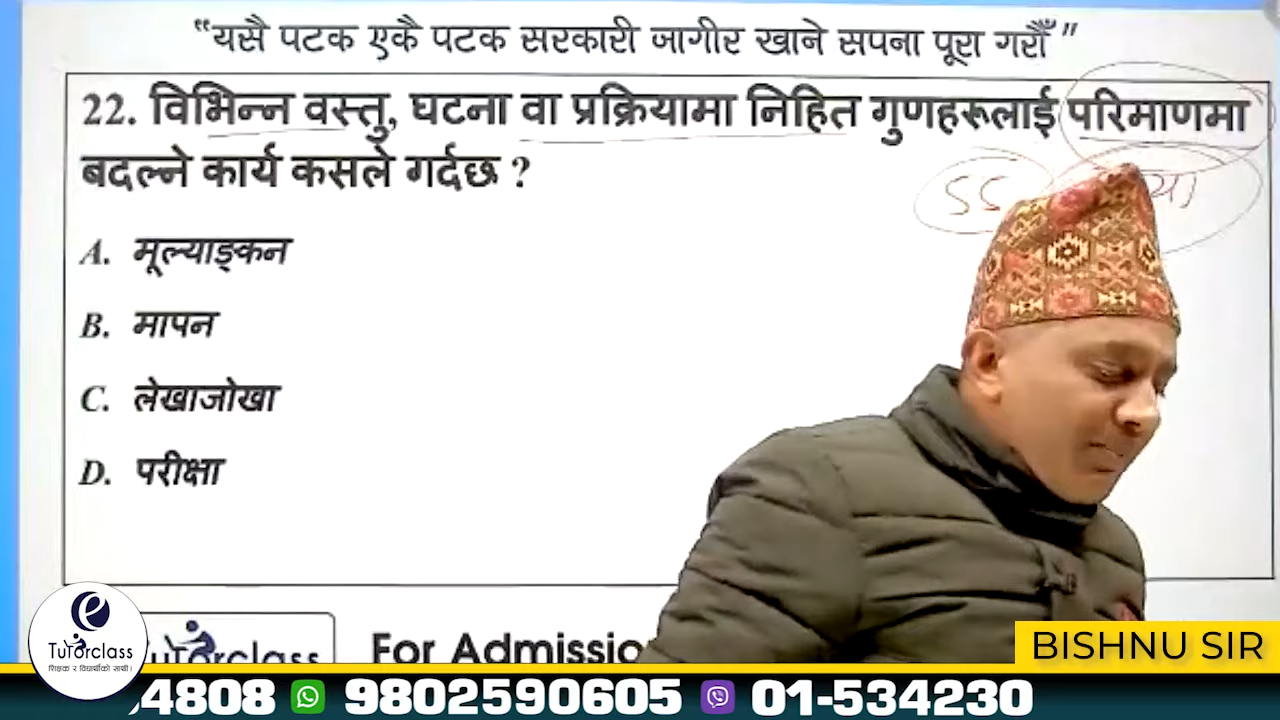 “यसै पटक एकै पटक सरकारी जागीर खाने सपना पूरा गरौँ”
22. विभिन्न वस्तु, घटना वा प्रक्रियामा निहित गुणहरूलाई परिमाणमा
बदल्ने कार्य कसले गर्दछ ?
A. मूल्याङ्कन
B. मापन
C. लेखाजोखा
D. परीक्षा
Tutorclass
शिक्षक र विद्यार्थीको साथी।
For Admissio
BISHNU SIR
4808 9802590605 01-534230